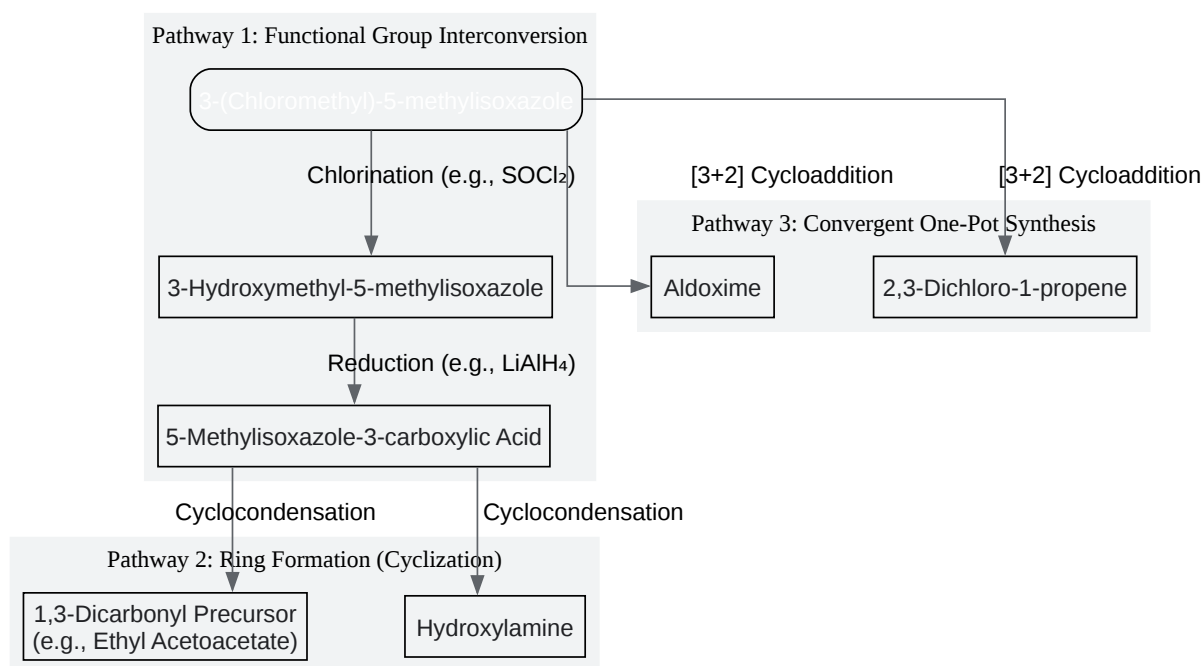 Pathway 1: Functional Group Interconversion
3-(Chloromethyl)-5-methylisoxazole
Chlorination (e.g., SOCl₂)
[3+2] Cycloaddition
[3+2] Cycloaddition
Pathway 3: Convergent One-Pot Synthesis
3-Hydroxymethyl-5-methylisoxazole
Aldoxime
2,3-Dichloro-1-propene
Reduction (e.g., LiAlH₄)
5-Methylisoxazole-3-carboxylic Acid
Cyclocondensation
Cyclocondensation
Pathway 2: Ring Formation (Cyclization)
1,3-Dicarbonyl Precursor
(e.g., Ethyl Acetoacetate)
Hydroxylamine